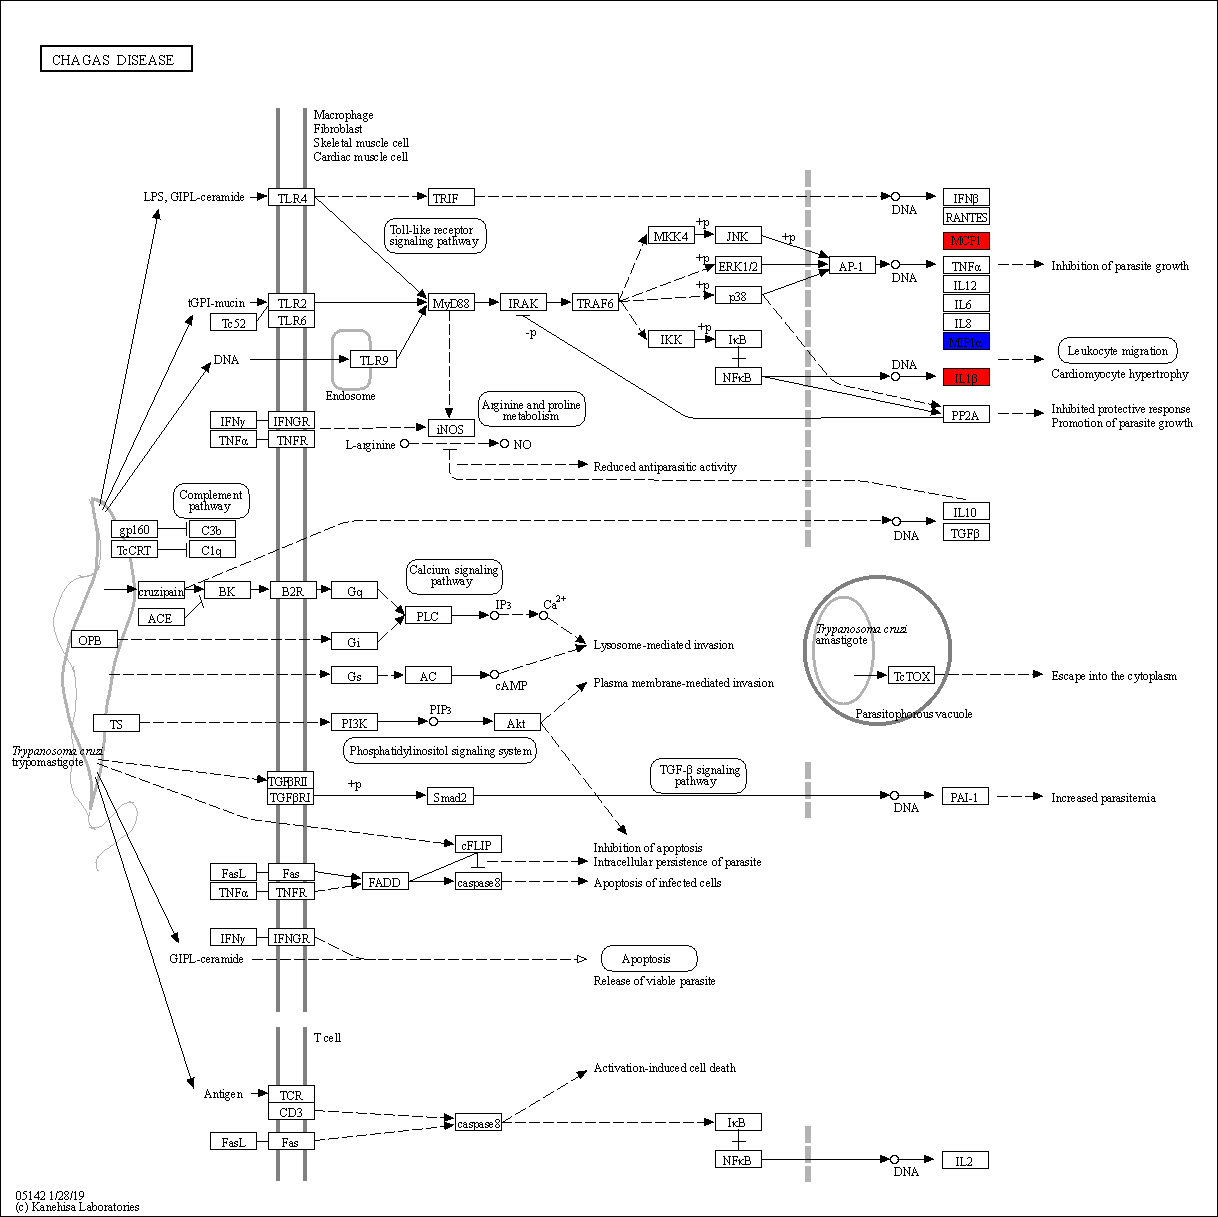 CHAGAS DISEASE
Macrophage
Fibroblast
Skeletal muscle cell
Cardiac muscle cell
LPS, GIPL-ceramide
TLR4
TRIF
DNA
IFNβ
RANTES
Toll-like receptor
signaling pathway
MKK4
+p
JNK
+p
MCP1
+p
ERK1/2
AP-1
DNA
TNFα
Inhibition of parasite growth
IL12
tGPI-mucin
TLR2
MyD88
IRAK
TRAF6
+p
p38
IL6
Tc52
TLR6
-p
IL8
IKK
+p
IκB
MIP1α
DNA
TLR9
Endosome
Leukocyte migration
Cardiomyocyte hypertrophy
NFκB
DNA
IL1β
Arginine and proline
metabolism
PP2A
Inhibited protective response
Promotion of parasite growth
IFNγ
IFNGR
iNOS
TNFα
TNFR
L-arginine
NO
Reduced antiparasitic activity
Complement
pathway
IL10
gp160
C3b
DNA
TGFβ
TcCRT
C1q
Calcium signaling
pathway
cruzipain
BK
B2R
Gq
IP3
Ca2+
ACE
PLC
OPB
Gi
Lysosome-mediated invasion
Trypanosoma cruzi
amastigote
Gs
AC
cAMP
TcTOX
Escape into the cytoplasm
Plasma membrane-mediated invasion
Parasitophorous vacuole
TS
PI3K
PIP3
Akt
Phosphatidylinositol signaling system
Trypanosoma cruzi
trypomastigote
TGF-β signaling
pathway
TGFβRII
+p
TGFβRI
Smad2
DNA
PAI-1
Increased parasitemia
cFLIP
Inhibition of apoptosis
Intracellular persistence of parasite
FasL
Fas
FADD
caspase8
Apoptosis of infected cells
TNFα
TNFR
IFNγ
IFNGR
GIPL-ceramide
Apoptosis
Release of viable parasite
T cell
Activation-induced cell death
Antigen
TCR
CD3
caspase8
IκB
FasL
Fas
NFκB
DNA
IL2
05142 1/28/19
(c) Kanehisa Laboratories